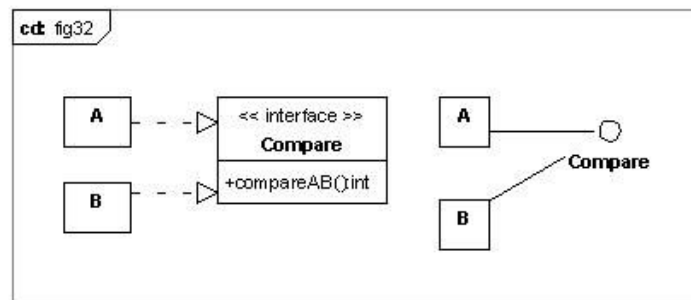 cd: fig32
A
<< interface >>
Compare
B
+compareAB():int
A
Compare
B